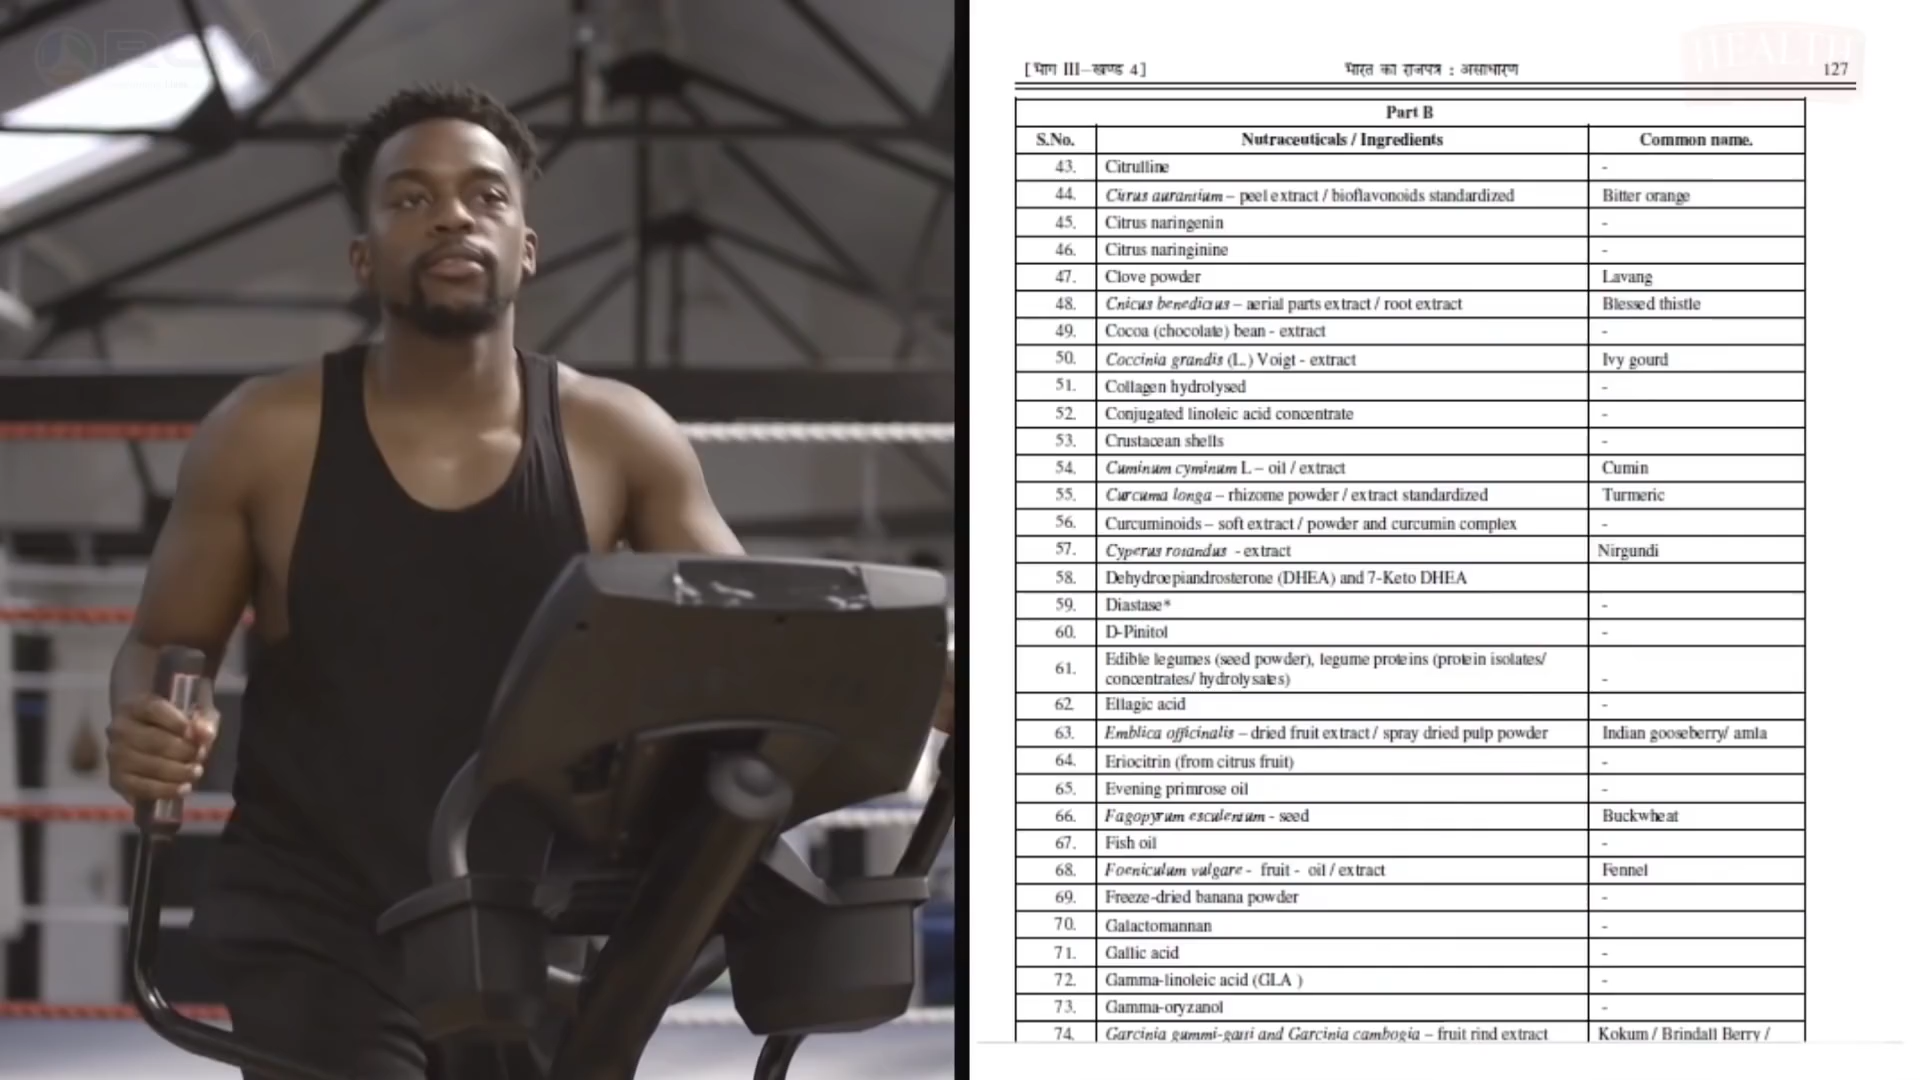 RCM
HEALTH
[भाग III—खण्ड 4] भारत का राजपत्र : असाधारण 127
Part B
S.No. Nutraceuticals / Ingredients Common name.
43. Citrulline -
44. Citrus aurantium – peel extract / bioflavonoids standardized Bitter orange
45. Citrus naringenin -
46. Citrus naringinine -
47. Clove powder Lavang
48. Cnicus benedictus – aerial parts extract / root extract Blessed thistle
49. Cocoa (chocolate) bean - extract -
50. Coccinia grandis (L.) Voigt - extract Ivy gourd
51. Collagen hydrolysed -
52. Conjugated linoleic acid concentrate -
53. Crustacean shells -
54. Cuminum cyminum L – oil / extract Cumin
55. Curcuma longa – rhizome powder / extract standardized Turmeric
56. Curcuminoids – soft extract / powder and curcumin complex -
57. Cyperus rotundus - extract Nirgundi
58. Dehydroepiandrosterone (DHEA) and 7-Keto DHEA
59. Diastase* -
60. D-Pinitol -
61. Edible legumes (seed powder), legume proteins (protein isolates/
concentrates/ hydrolysates) -
62. Ellagic acid -
63. Emblica officinalis – dried fruit extract / spray dried pulp powder Indian gooseberry/ amla
64. Eriocitrin (from citrus fruit) -
65. Evening primrose oil -
66. Fagopyrum esculentum - seed Buckwheat
67. Fish oil -
68. Foeniculum vulgare - fruit - oil / extract Fennel
69. Freeze-dried banana powder -
70. Galactomannan -
71. Gallic acid -
72. Gamma-linoleic acid (GLA ) -
73. Gamma-oryzanol -
74. Garcinia gummi-gatti and Garcinia cambogia – fruit rind extract Kokum / Brindall Berry /